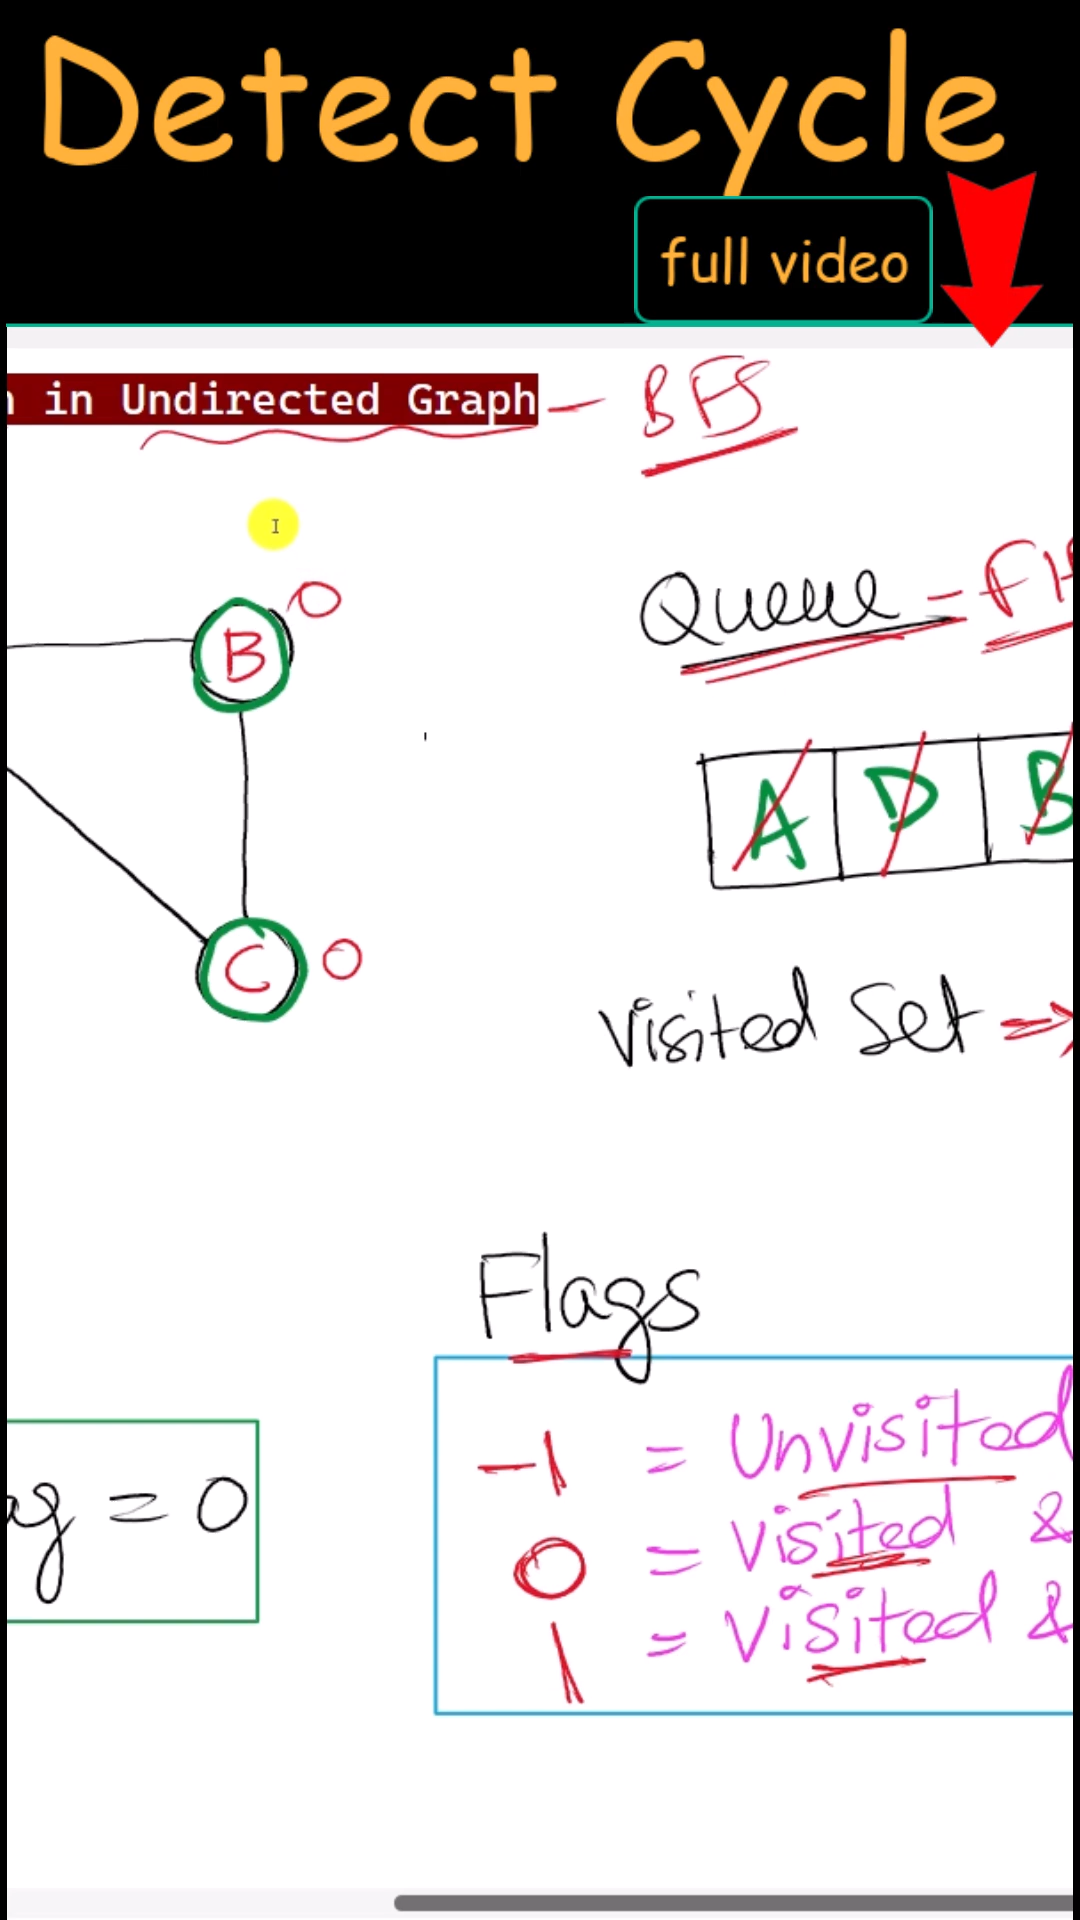 Detect Cycle
full video
in Undirected Graph - BFS
B 0
Queue -
A D B
C 0
Visited Set ⇒
Flags
-1 = Unvisited
= 0
0 = Visited &
1 = Visited &